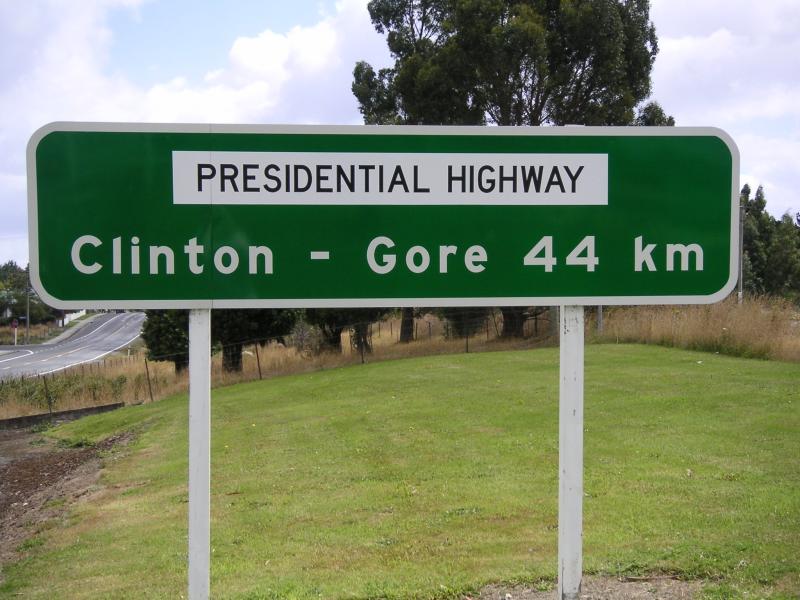 PRESIDENTIAL HIGHWAY
Clinton - Gore 44 km